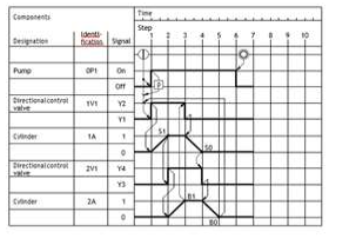 Components
Time
Step
Designation Identi-fication Signal 1 2 3 4 5 6 7 8 9 10
Pump 0P1 On
Off P
Directional control valve 1V1 Y2
Y1
Cylinder 1A 1 S1
0 S0
Directional control valve 2V1 Y4
Y3
Cylinder 2A 1 B1
0 B0